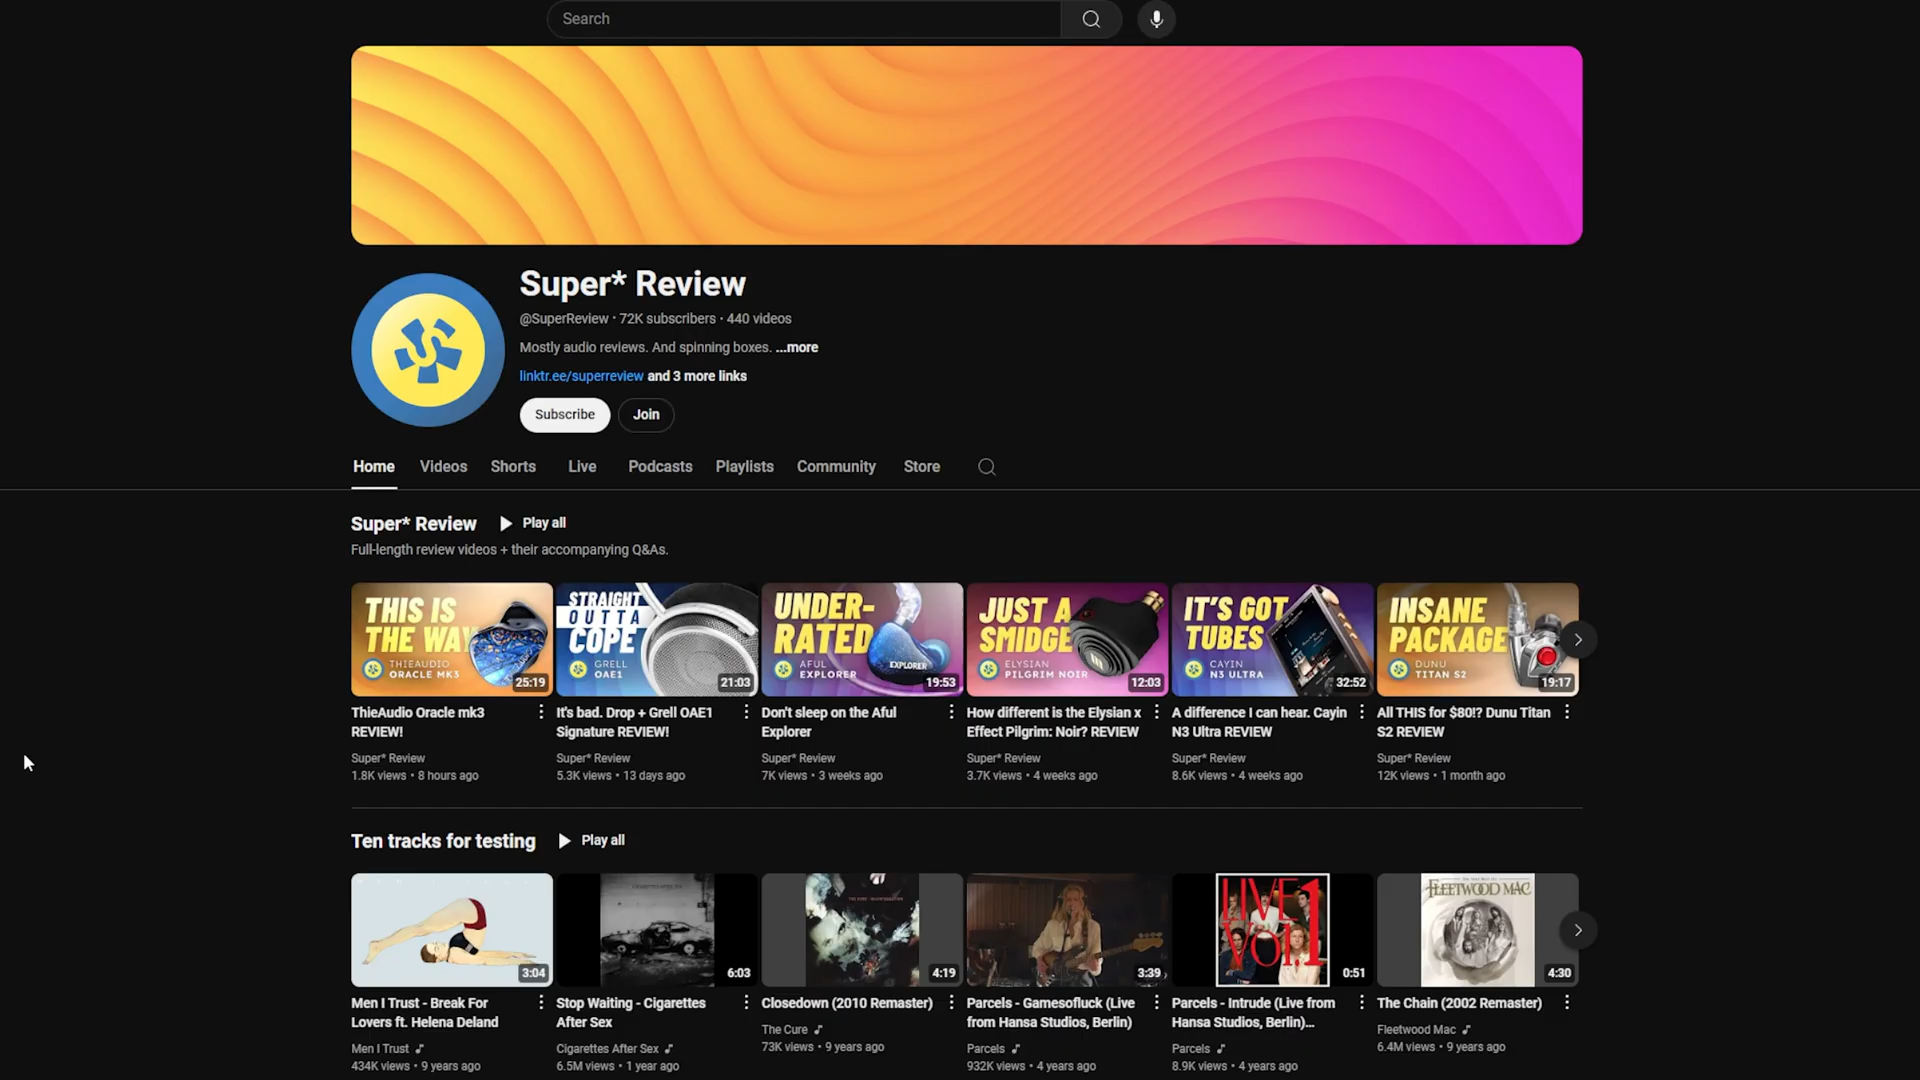 Search
Super* Review
@SuperReview · 72K subscribers · 440 videos
Mostly audio reviews. And spinning boxes. ...more
linktr.ee/superreview and 3 more links
Subscribe
Join
Home
Videos
Shorts
Live
Podcasts
Playlists
Community
Store
Super* Review
Play all
Full-length review videos + their accompanying Q&As.
THIS IS
THE WAY
THIEAUDIO
ORACLE MK3
25:19
STRAIGHT
OUTTA
COPE
GRELL
OAE1
21:03
UNDER-
RATED
AFUL
EXPLORER
EXPLORER
19:53
JUST A
SMIDGE
ELYSIAN
PILGRIM NOIR
12:03
IT'S GOT
TUBES
CAYIN
N3 ULTRA
32:52
INSANE
PACKAGE
DUNU
TITAN S2
19:17
ThieAudio Oracle mk3
REVIEW!
Super* Review
1.8K views • 8 hours ago
It's bad. Drop + Grell OAE1
Signature REVIEW!
Super* Review
5.3K views • 13 days ago
Don't sleep on the Aful
Explorer
Super* Review
7K views • 3 weeks ago
How different is the Elysian x
Effect Pilgrim: Noir? REVIEW
Super* Review
3.7K views • 4 weeks ago
A difference I can hear. Cayin
N3 Ultra REVIEW
Super* Review
8.6K views • 4 weeks ago
All THIS for $80!? Dunu Titan
S2 REVIEW
Super* Review
12K views • 1 month ago
Ten tracks for testing
Play all
3:04
CIGARETTES AFTER SEX
6:03
4:19
3:39
LIVE
VOL.1
0:51
FLEETWOOD MAC
4:30
Men I Trust - Break For
Lovers ft. Helena Deland
Men I Trust
434K views • 9 years ago
Stop Waiting - Cigarettes
After Sex
Cigarettes After Sex
6.5M views • 1 year ago
Closedown (2010 Remaster)
The Cure
73K views • 9 years ago
Parcels - Gamesofluck (Live
from Hansa Studios, Berlin)
Parcels
932K views • 4 years ago
Parcels - Intrude (Live from
Hansa Studios, Berlin)...
Parcels
8.9K views • 4 years ago
The Chain (2002 Remaster)
Fleetwood Mac
6.4M views • 9 years ago